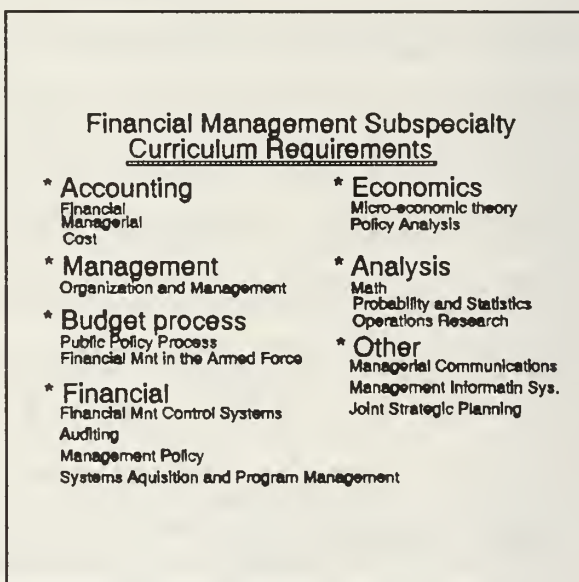 Financial Management Subspecialty
Curriculum Requirements
* Accounting
Financial
Managerial
Cost
* Management
Organization and Management
* Budget process
Public Policy Process
Financial Mnt in the Armed Force
* Financial
Financial Mnt Control Systems
Auditing
Management Policy
Systems Aquisition and Program Management
* Economics
Micro-economic theory
Policy Analysis
* Analysis
Math
Probability and Statistics
Operations Research
* Other
Managerial Communications
Management Informatin Sys.
Joint Strategic Planning